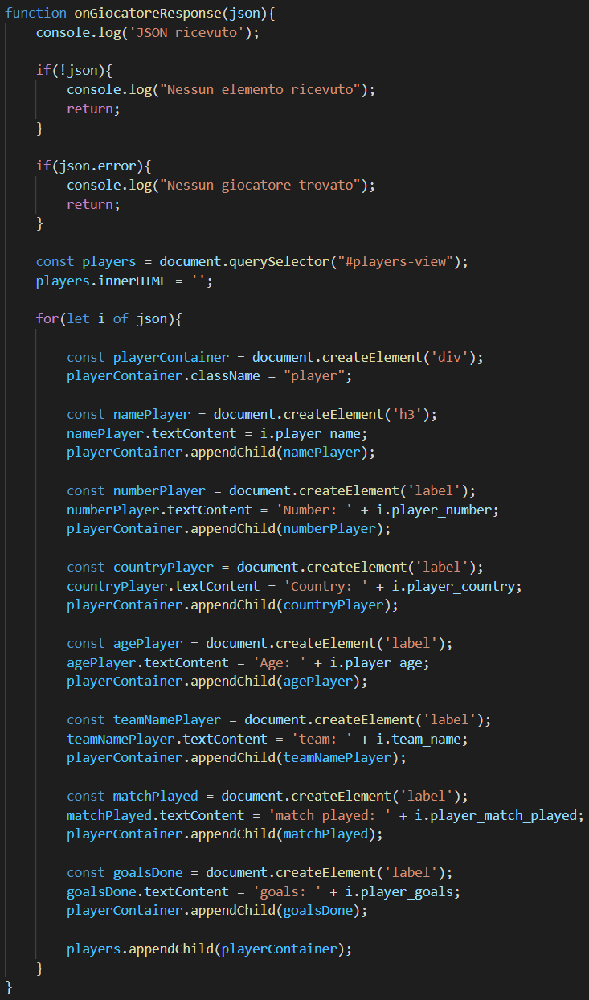 function onGiocatoreResponse(json){
    console.log('JSON ricevuto');

    if(!json){
        console.log("Nessun elemento ricevuto");
        return;
    }

    if(json.error){
        console.log("Nessun giocatore trovato");
        return;
    }

    const players = document.querySelector("#players-view");
    players.innerHTML = '';

    for(let i of json){

        const playerContainer = document.createElement('div');
        playerContainer.className = "player";

        const namePlayer = document.createElement('h3');
        namePlayer.textContent = i.player_name;
        playerContainer.appendChild(namePlayer);

        const numberPlayer = document.createElement('label');
        numberPlayer.textContent = 'Number: ' + i.player_number;
        playerContainer.appendChild(numberPlayer);

        const countryPlayer = document.createElement('label');
        countryPlayer.textContent = 'Country: ' + i.player_country;
        playerContainer.appendChild(countryPlayer);

        const agePlayer = document.createElement('label');
        agePlayer.textContent = 'Age: ' + i.player_age;
        playerContainer.appendChild(agePlayer);

        const teamNamePlayer = document.createElement('label');
        teamNamePlayer.textContent = 'team: ' + i.team_name;
        playerContainer.appendChild(teamNamePlayer);

        const matchPlayed = document.createElement('label');
        matchPlayed.textContent = 'match played: ' + i.player_match_played;
        playerContainer.appendChild(matchPlayed);

        const goalsDone = document.createElement('label');
        goalsDone.textContent = 'goals: ' + i.player_goals;
        playerContainer.appendChild(goalsDone);

        players.appendChild(playerContainer);
    }
}